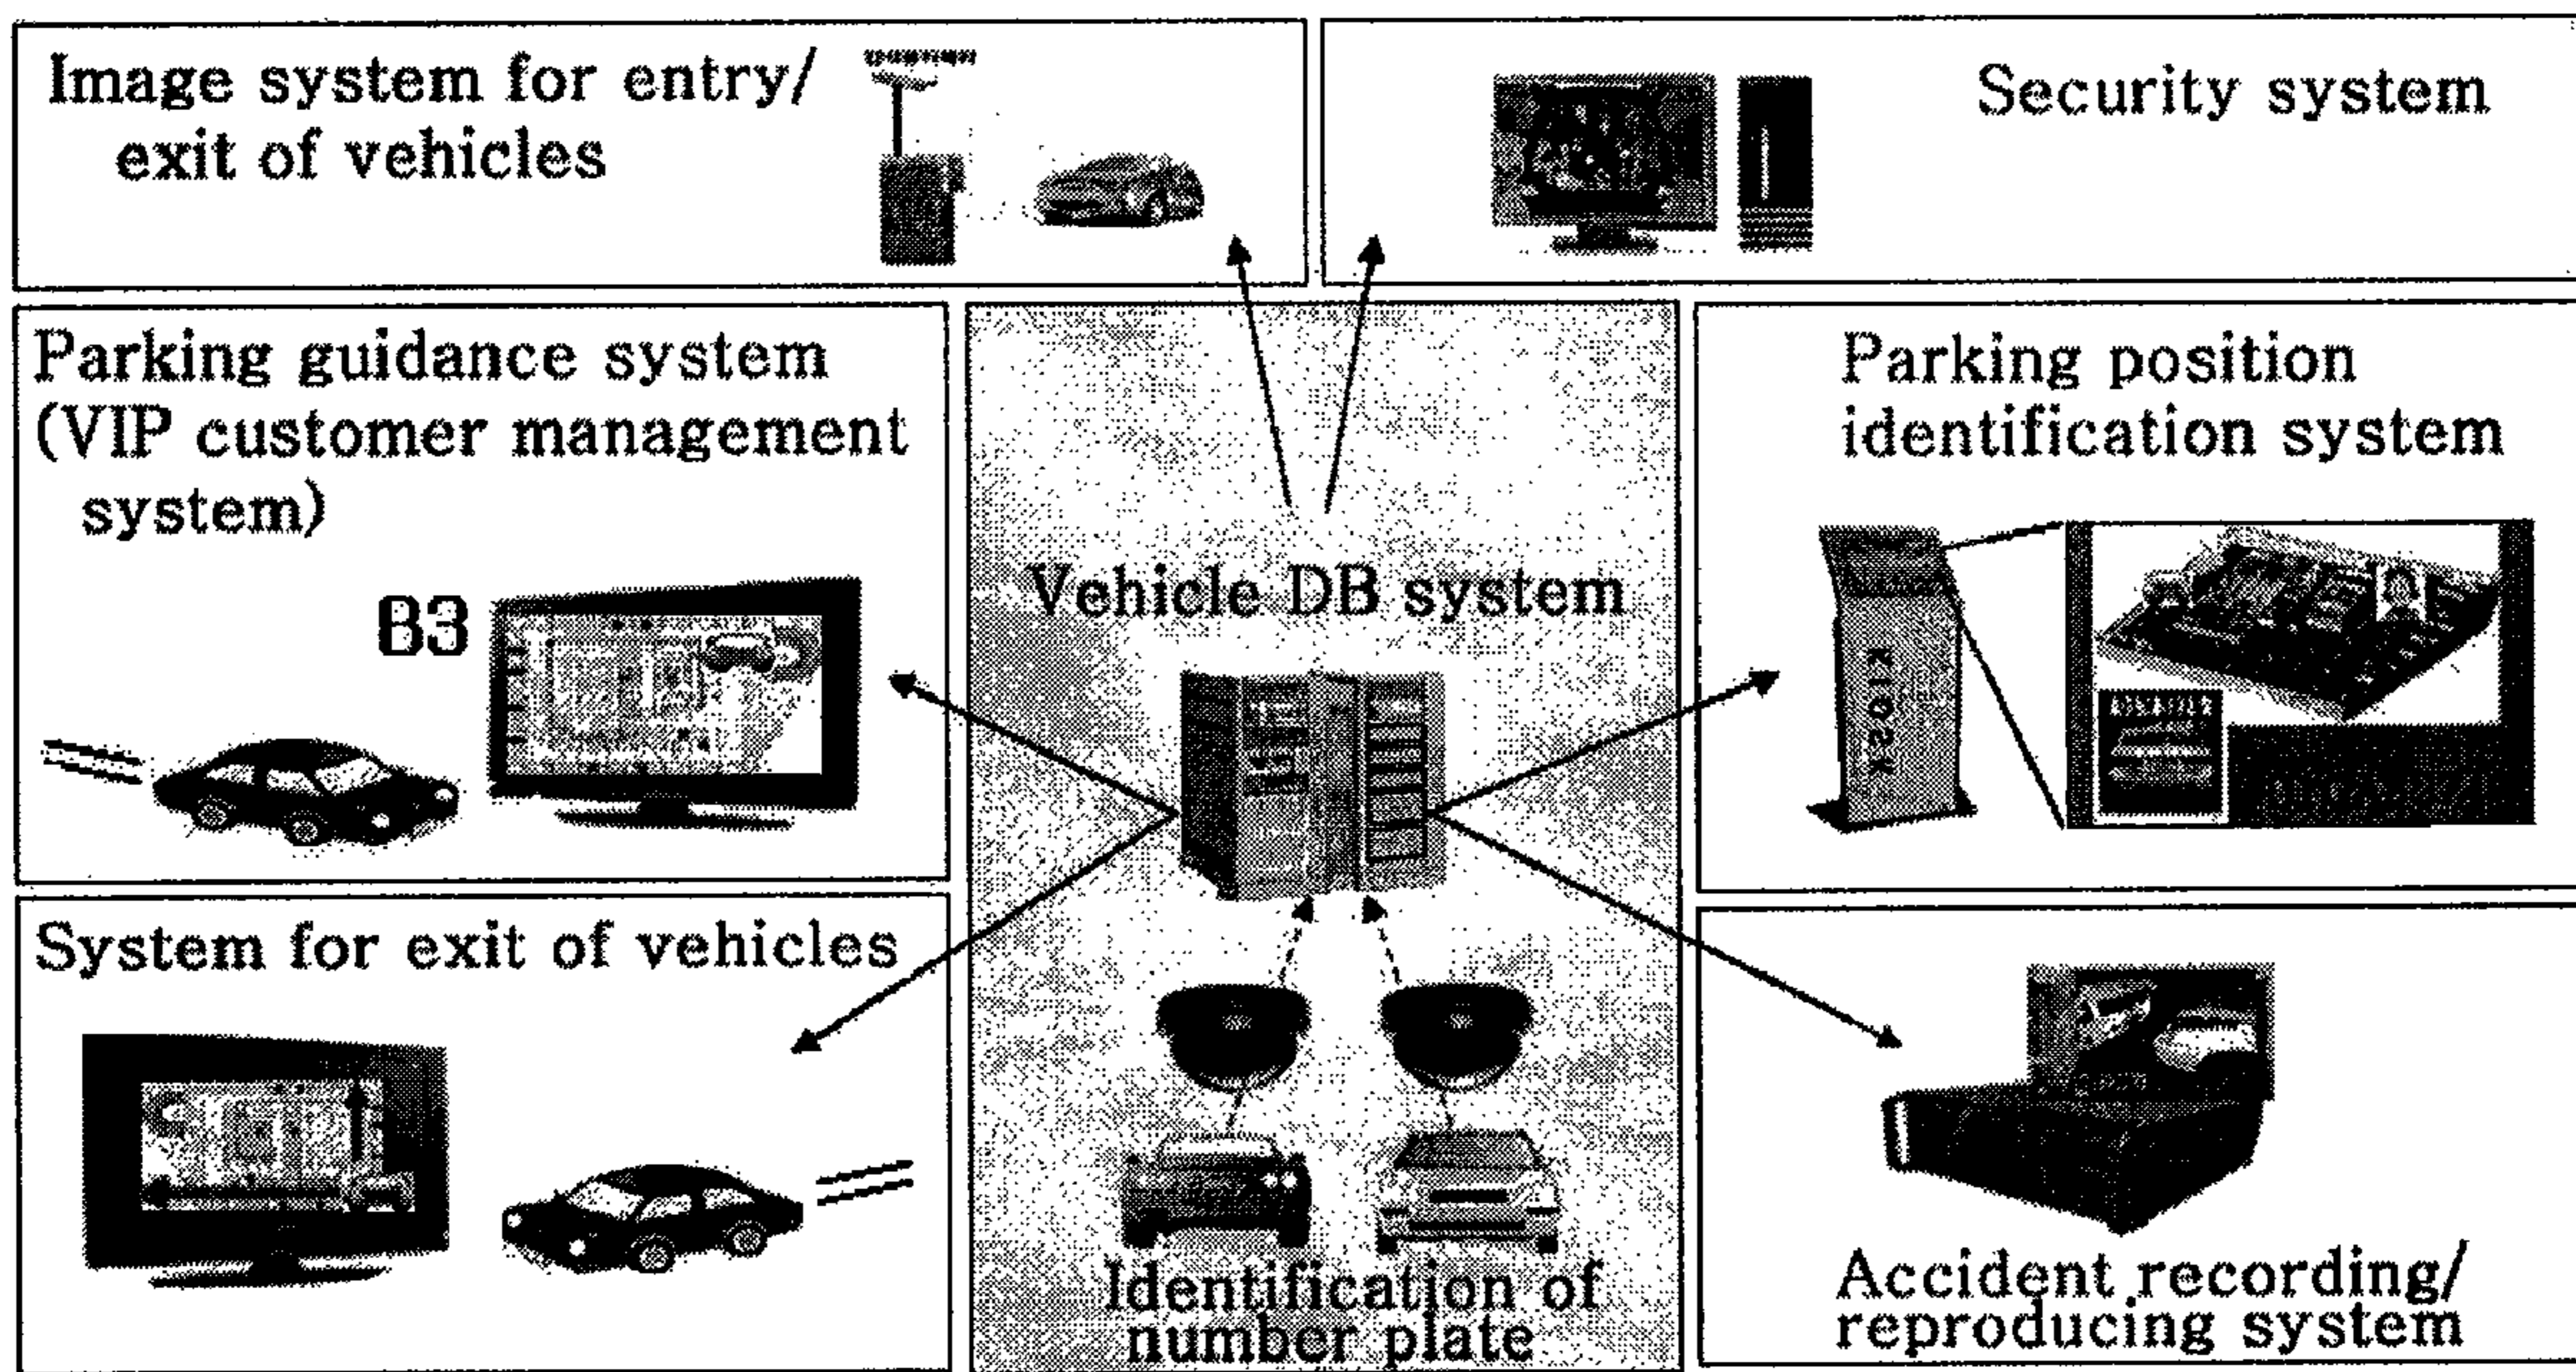 Image system for entry/
exit of vehicles
Security system
Parking guidance system
(VIP customer management
system)
B3
Vehicle DB system
Parking position
identification system
KIOSK
System for exit of vehicles
Identification of
number plate
Accident recording/
reproducing system